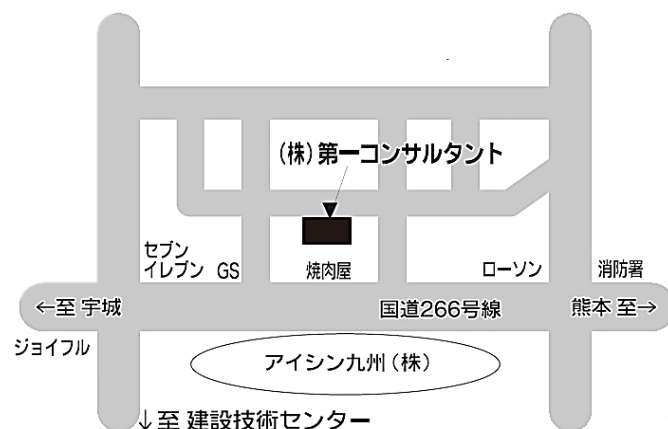 (株)第一コンサルタント
セブン
イレブン
GS
焼肉屋
ローソン
消防署
←至 宇城
国道266号線
熊本 至→
ジョイフル
アイシン九州(株)
↓至 建設技術センター